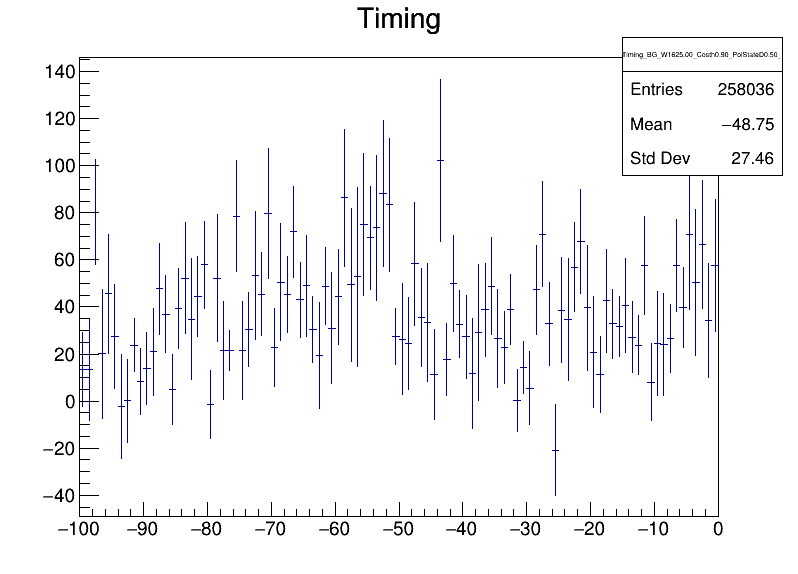 Timing
Timing_BG_W1625.00_Costh0.90_PolStateD0.50_
Entries 258036
Mean −48.75
Std Dev 27.46
140
120
100
80
60
40
20
0
−20
−40
−100 −90 −80 −70 −60 −50 −40 −30 −20 −10 0